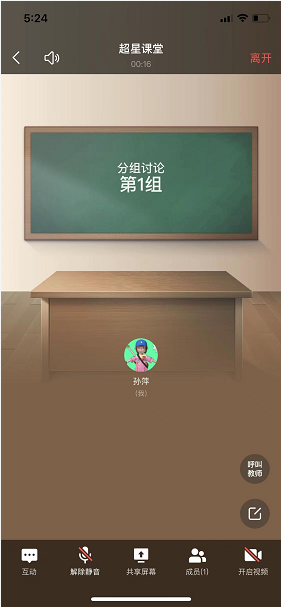 5:24
超星课堂
00:16
离开
分组讨论
第1组
孙萍
(我)
呼叫
教师
互动
解除静音
共享屏幕
成员(1)
开启视频